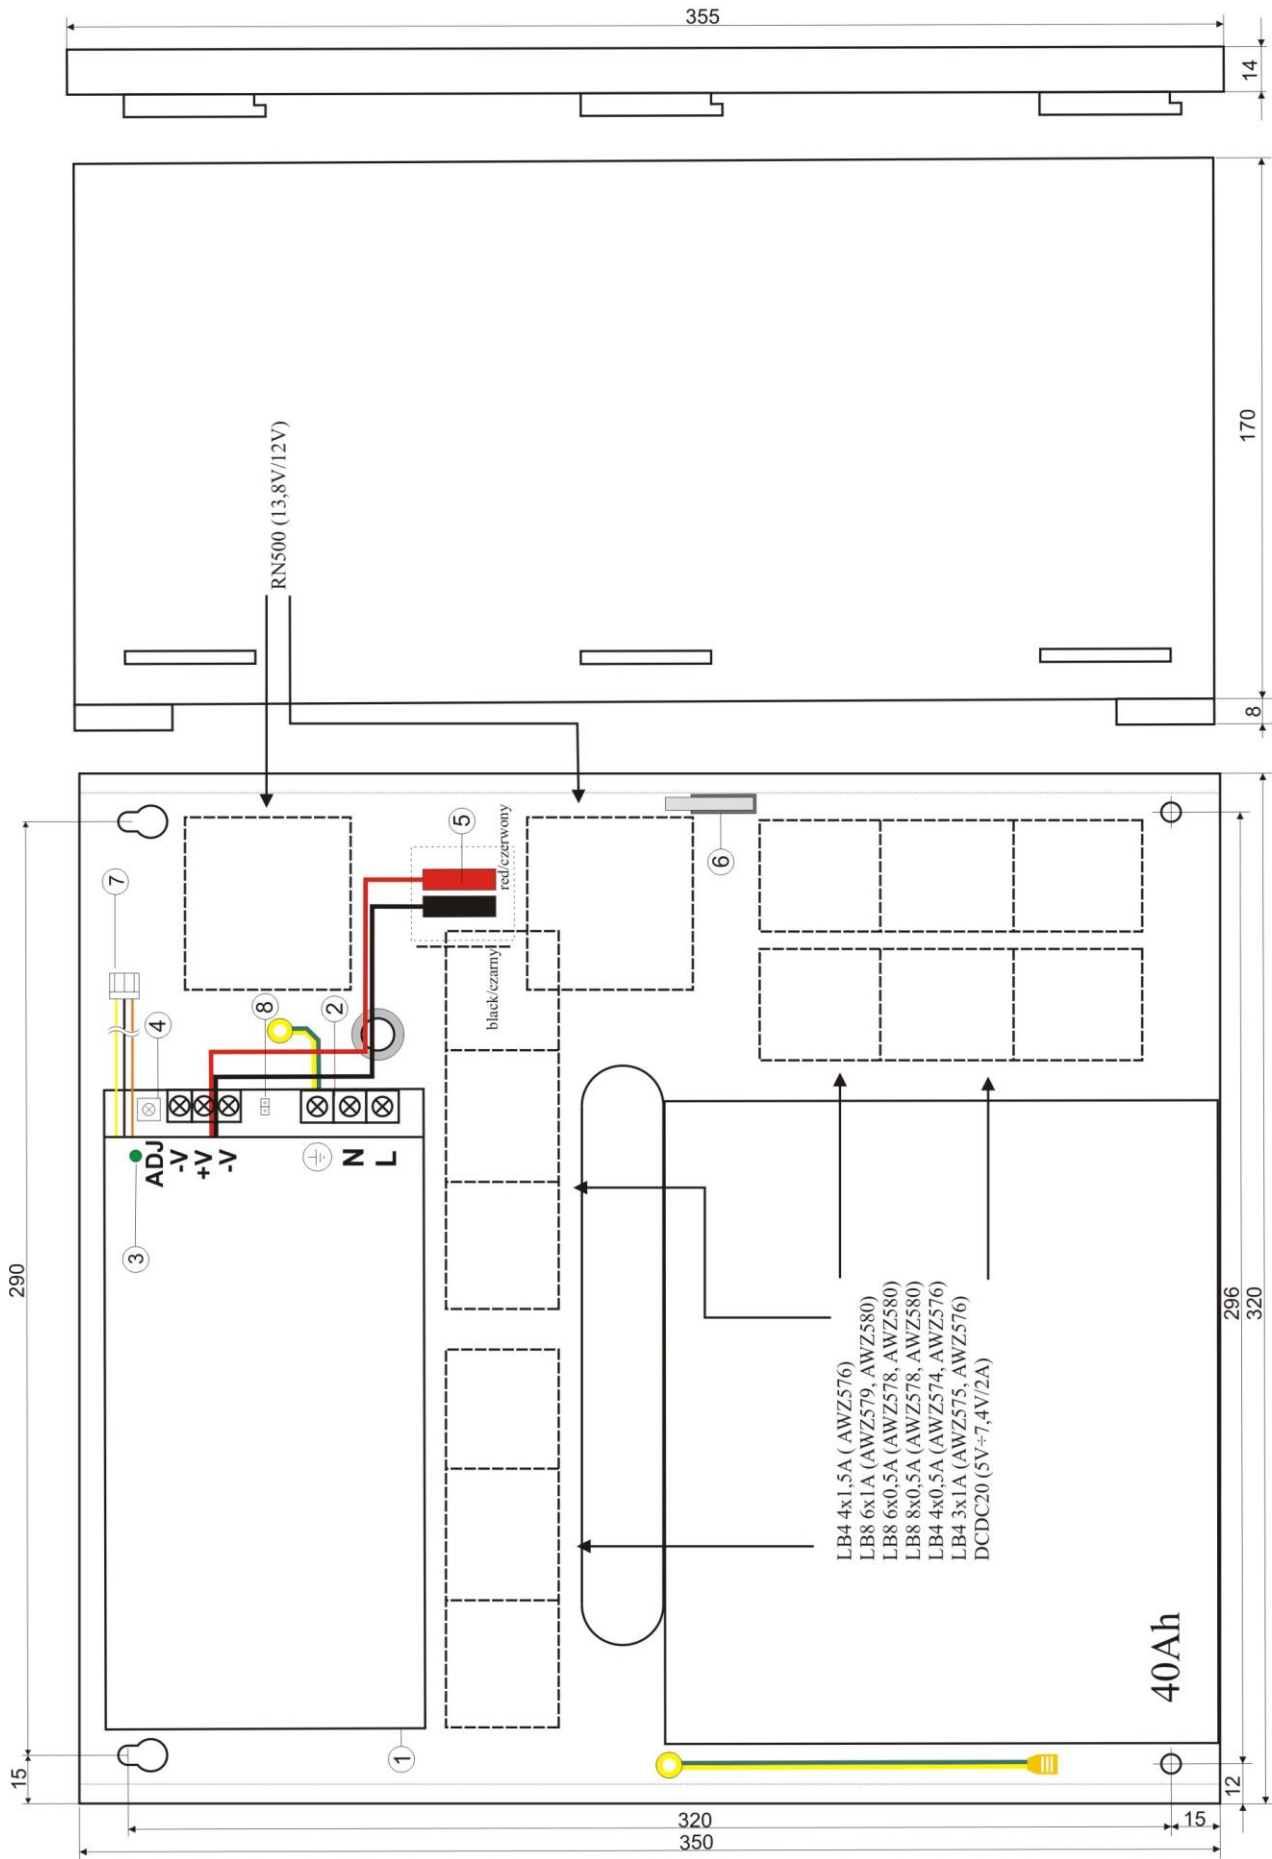 355
14
170
8
RN500 (13,8V/12V)
7
4
8
2
5
red/czerwony
black/czarny
6
3
ADJ
-V
+V
-V
N
L
1
290
15
296
320
12
15
320
350
LB4 4x1,5A ( AWZ576)
LB8 6x1A (AWZ579, AWZ580)
LB8 6x0,5A (AWZ578, AWZ580)
LB8 8x0,5A (AWZ578, AWZ580)
LB4 4x0,5A (AWZ574, AWZ576)
LB4 3x1A (AWZ575, AWZ576)
DCDC20 (5V÷7,4V/2A)
40Ah